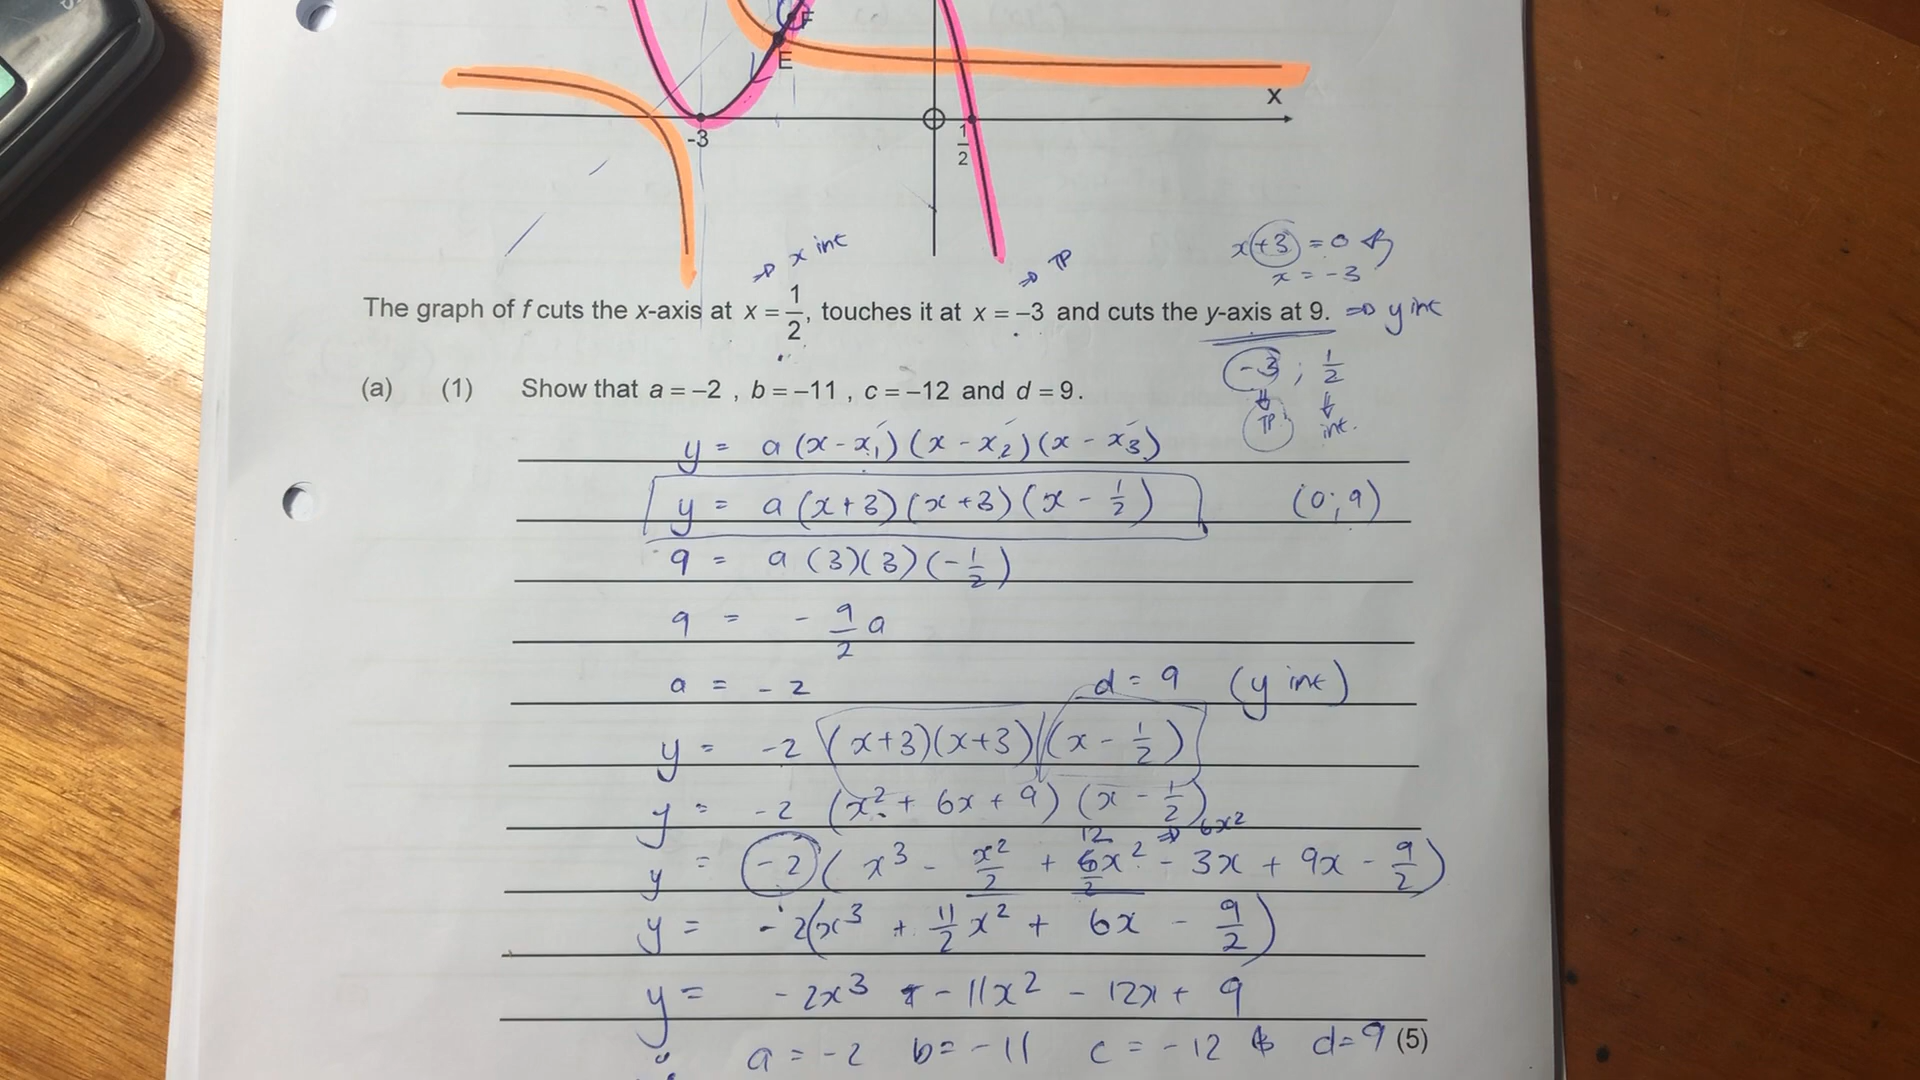 F
E
x
-3
1/2
x+3 = 0
x = -3
⇒ x int
⇒ TP
The graph of f cuts the x-axis at x = 1/2, touches it at x = −3 and cuts the y-axis at 9. ⇒ y int
-3 ; 1/2
⇓ ⇓
TP int.
(a) (1) Show that a = −2 , b = −11 , c = −12 and d = 9.
y = a(x - x₁)(x - x₂)(x - x₃)
y = a(x+3)(x+3)(x - 1/2) (0;9)
9 = a(3)(3)(-1/2)
9 = - 9/2 a
a = -2 d = 9 (y int)
y = -2 (x+3)(x+3)(x - 1/2)
y = -2 (x² + 6x + 9)(x - 1/2)
12 ⇒ 6x²
y = -2 ( x³ - x²/2 + 6x²/2 - 3x + 9x - 9/2 )
y = -2(x³ + 11/2 x² + 6x - 9/2)
y = -2x³ - 11x² - 12x + 9
∴ a = -2 b = -11 c = -12 & d = 9 (5)